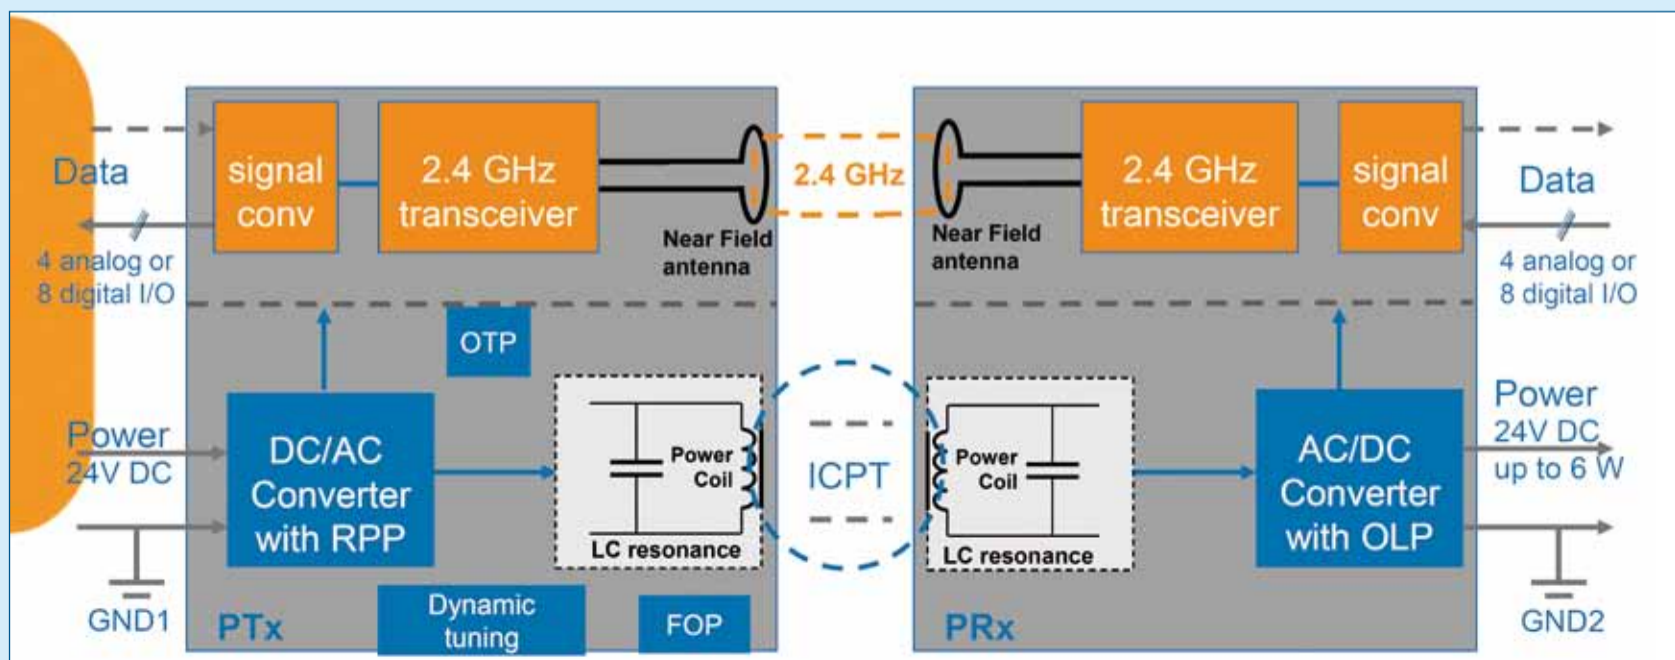 Data
4 analog or
8 digital I/O
signal
conv
2.4 GHz
transceiver
Near Field
antenna
2.4 GHz
Near Field
antenna
2.4 GHz
transceiver
signal
conv
Data
4 analog or
8 digital I/O
OTP
Power
24V DC
GND1
DC/AC
Converter
with RPP
Power
Coil
LC resonance
ICPT
Power
Coil
LC resonance
AC/DC
Converter
with OLP
Power
24V DC
up to 6 W
GND2
PTx
Dynamic
tuning
FOP
PRx